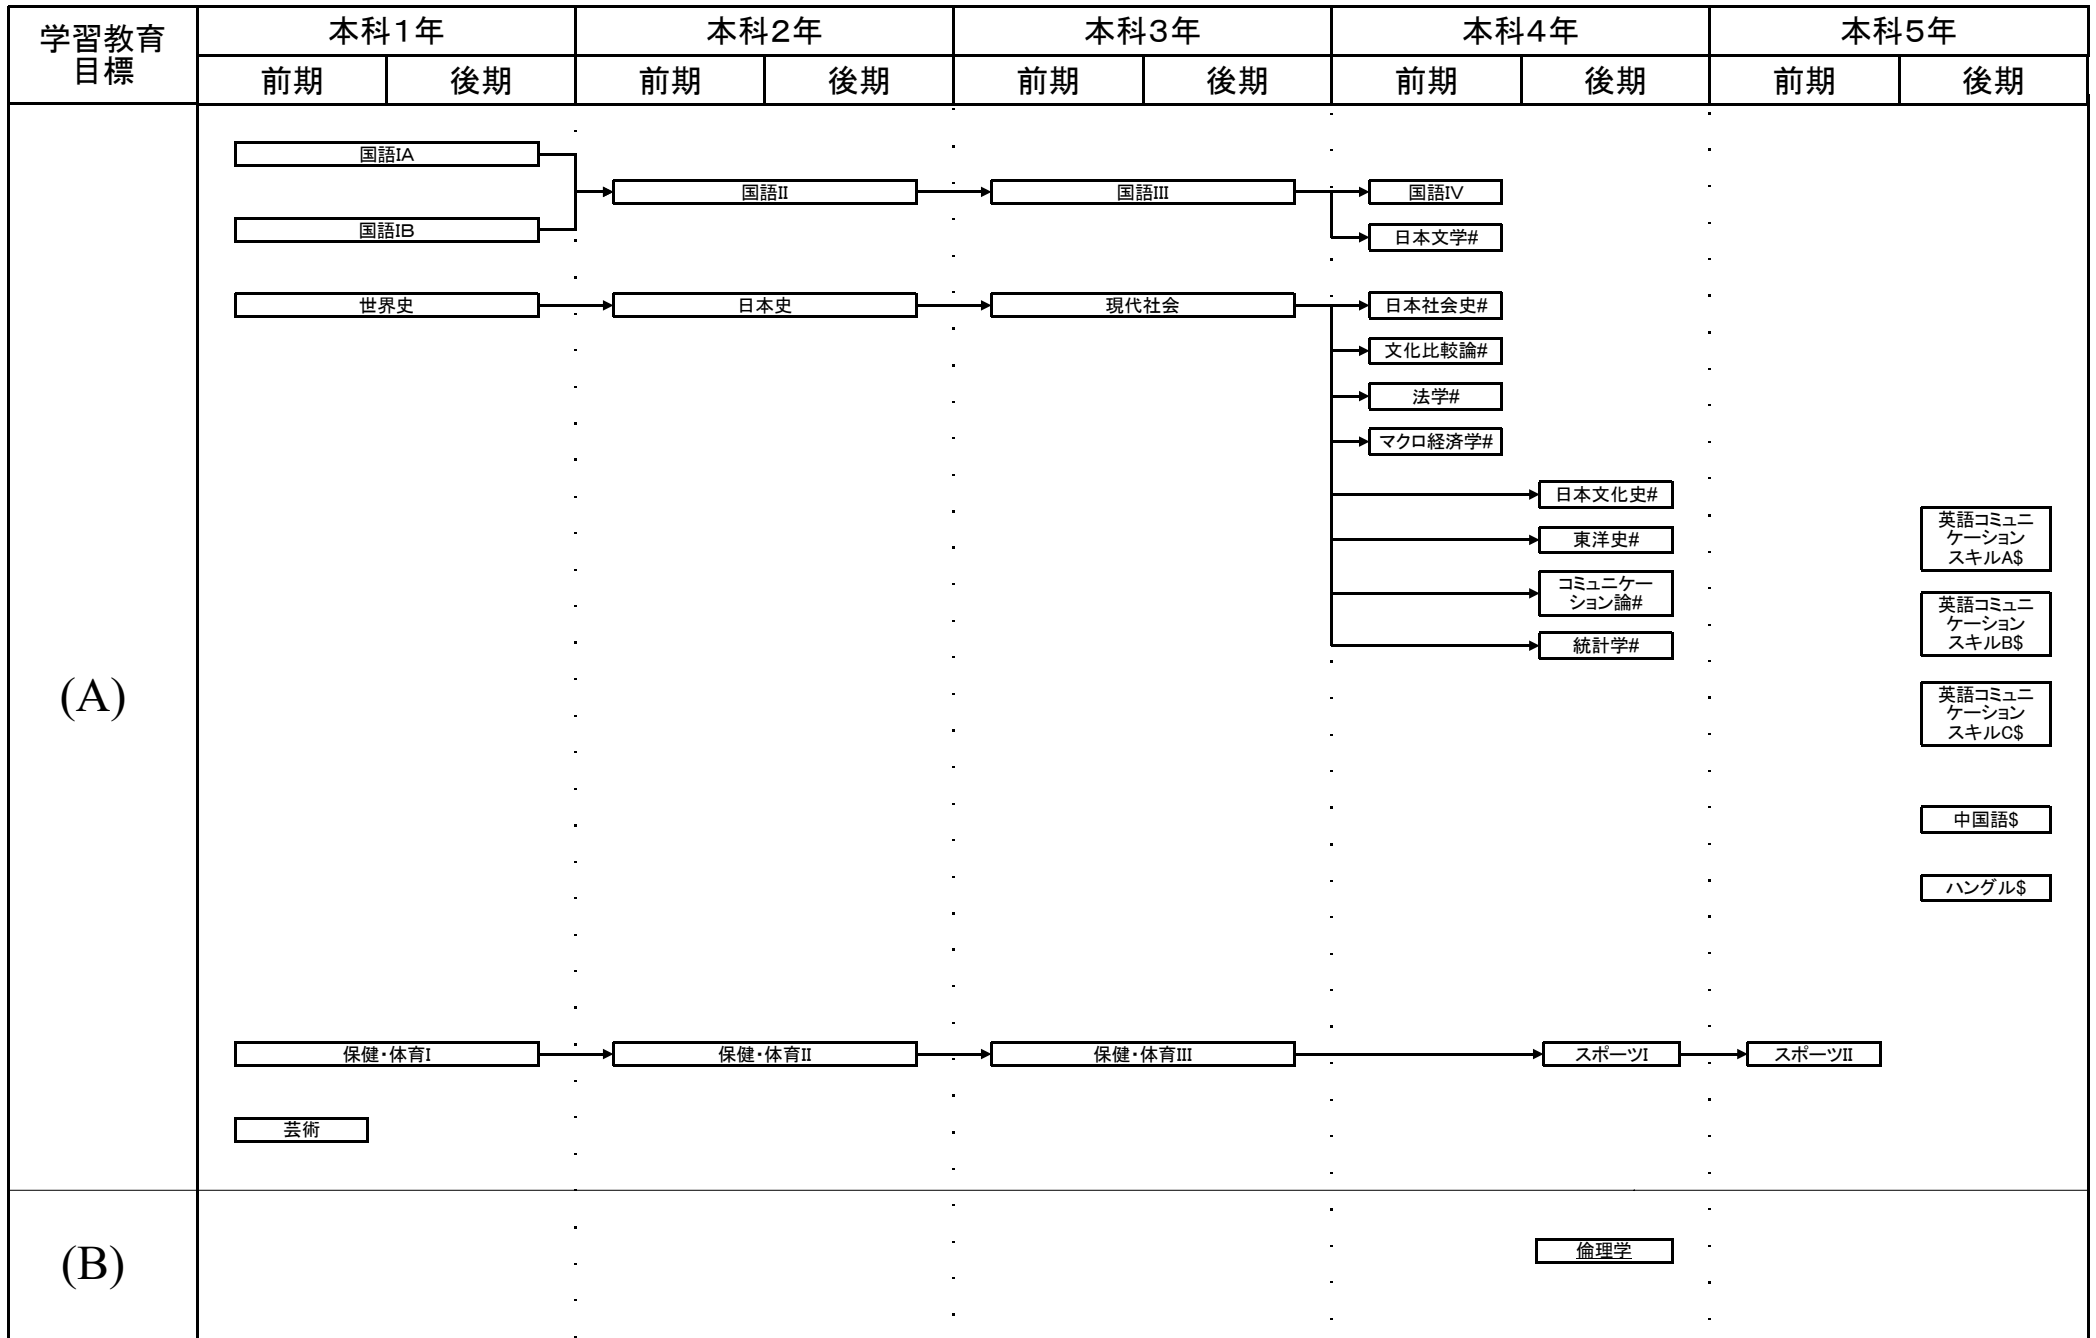 学習教育
目標
本科1年
本科2年
本科3年
本科4年
本科5年
前期
後期
前期
後期
前期
後期
前期
後期
前期
後期
(A)
国語IA
国語IB
国語II
国語III
国語IV
日本文学#
世界史
日本史
現代社会
日本社会史#
文化比較論#
法学#
マクロ経済学#
日本文化史#
東洋史#
コミュニケー
ション論#
統計学#
英語コミュニ
ケーション
スキルA$
英語コミュニ
ケーション
スキルB$
英語コミュニ
ケーション
スキルC$
中国語$
ハングル$
保健・体育I
保健・体育II
保健・体育III
スポーツI
スポーツII
芸術
(B)
倫理学